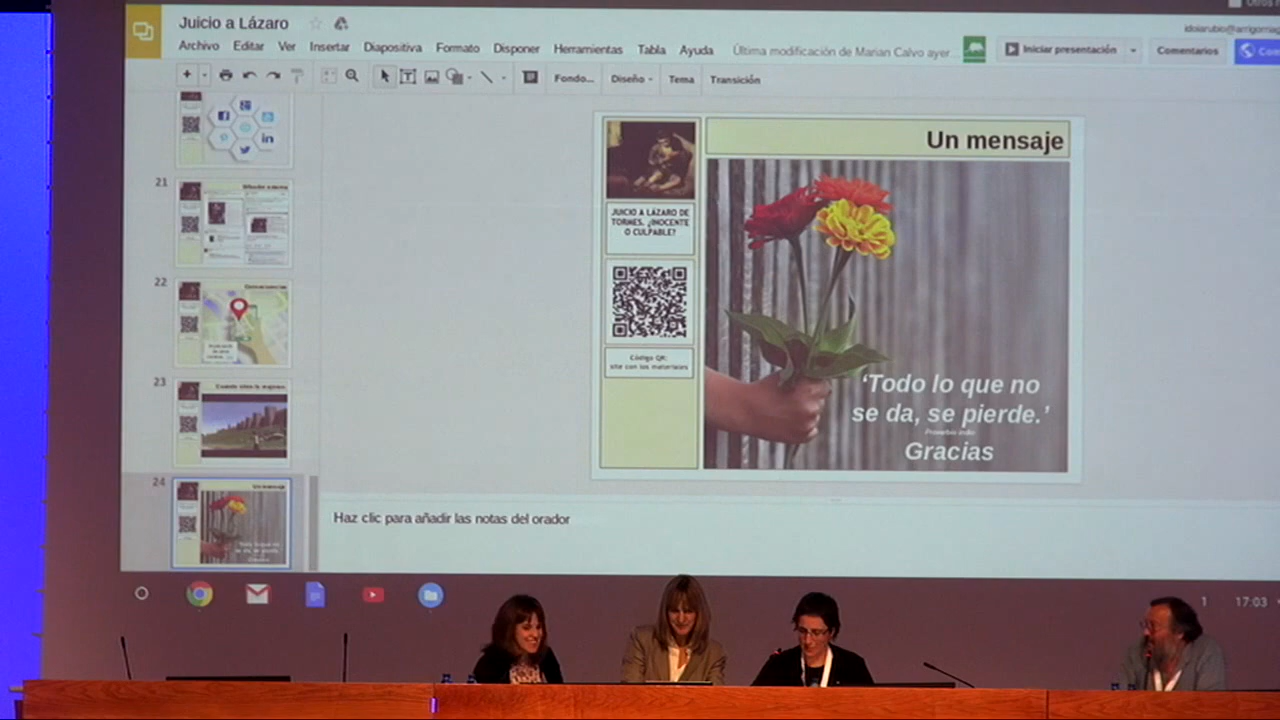 Juicio a Lázaro
Archivo Editar Ver Insertar Diapositiva Formato Disponer Herramientas Tabla Ayuda Última modificación de Marian Calvo ayer ...
Iniciar presentación
Comentarios
Fondo... Diseño Tema Transición
21
22
23
24
Un mensaje
JUICIO A LÁZARO DE
TORMES. ¿INOCENTE
O CULPABLE?
Código QR:
site con los materiales
'Todo lo que no
se da, se pierde.'
Gracias
Haz clic para añadir las notas del orador
1 17:03